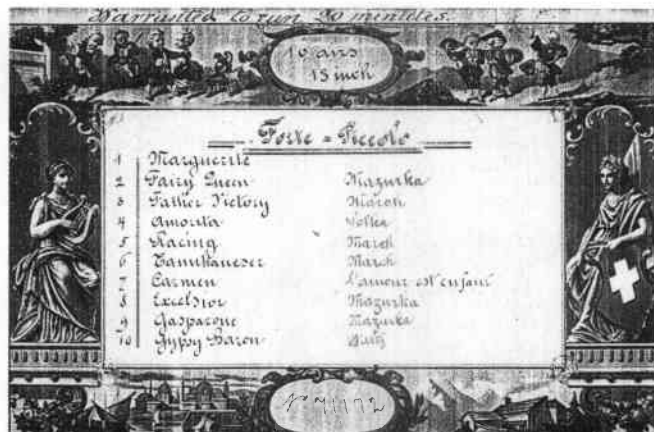 Warranted to run 20 minutes.
10 airs
13 inch
Forte = Piccolo
1 Marguerite
2 Fairy Queen Mazurka
3 Father Victory March
4 Amorita Polka
5 Racing March
6 Tannhaueser March
7 Carmen L'amour est enfant
8 Excelsior Mazurka
9 Gasparone Mazurka
10 Gypsy Baron Waltz